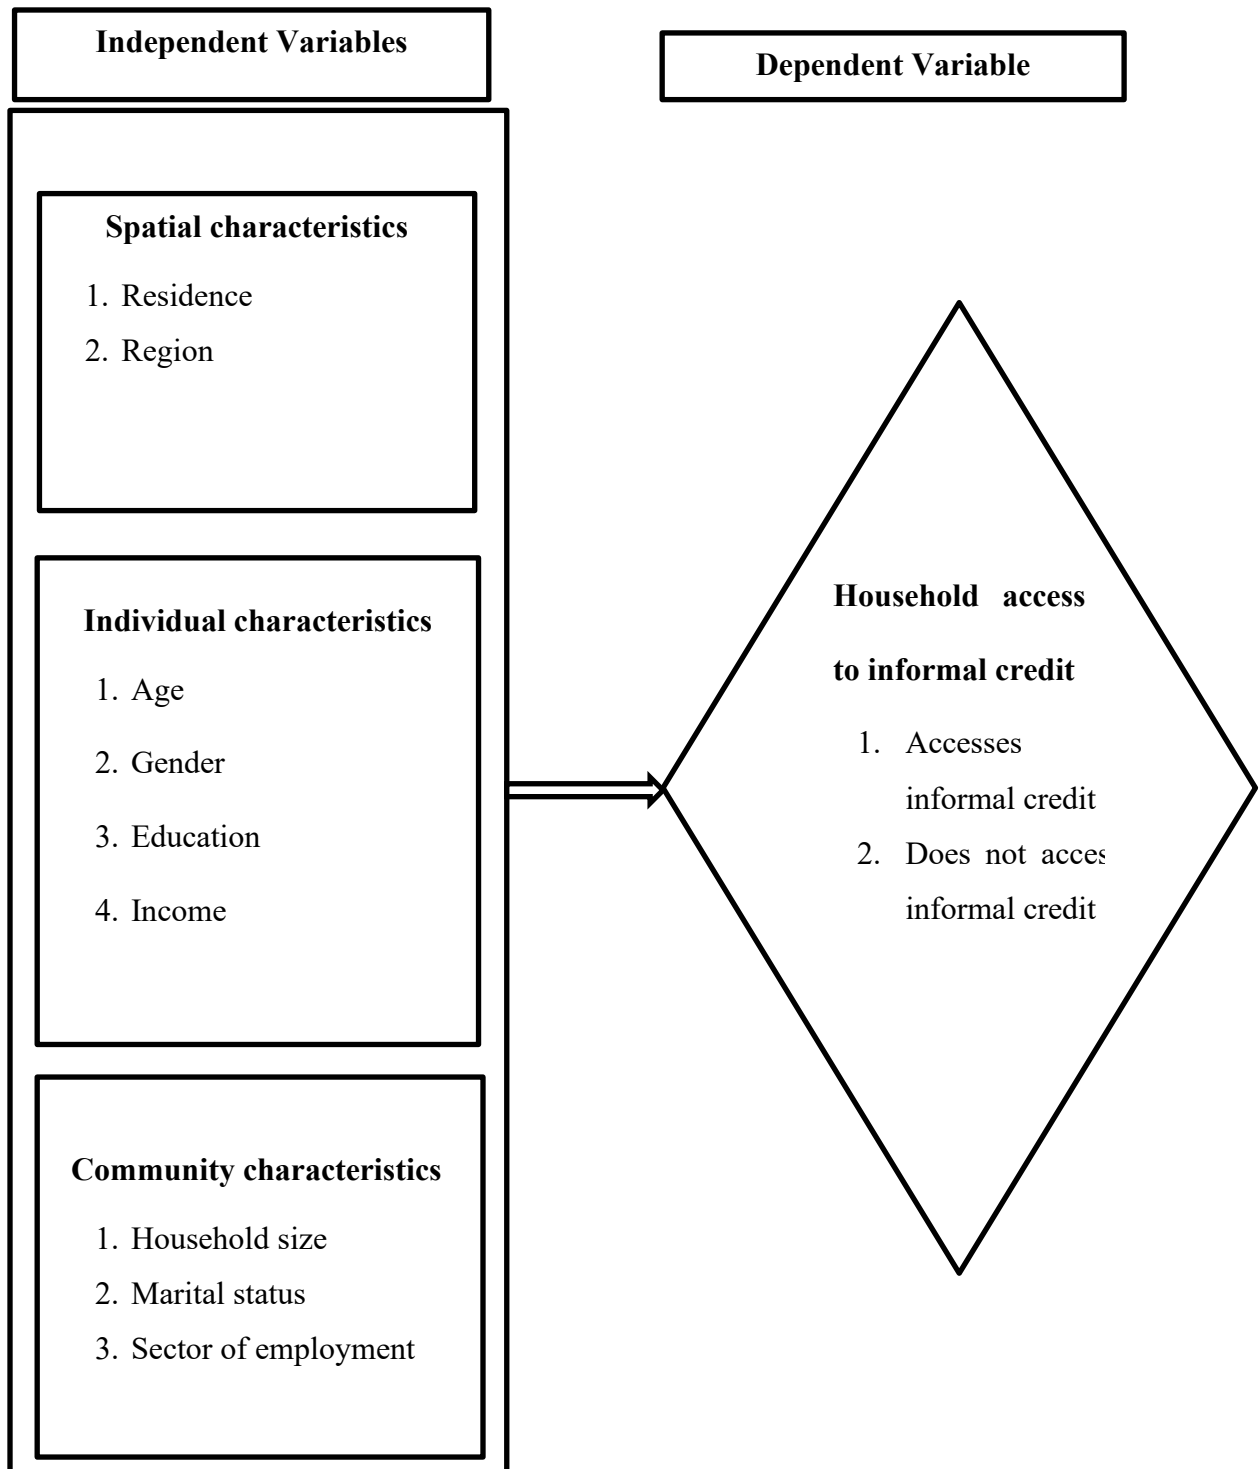 Independent Variables
Dependent Variable
Spatial characteristics
1. Residence
2. Region
Individual characteristics
1. Age
2. Gender
3. Education
4. Income
Community characteristics
1. Household size
2. Marital status
3. Sector of employment
Household access
to informal credit
1. Accesses
informal credit
2. Does not acces
informal credit